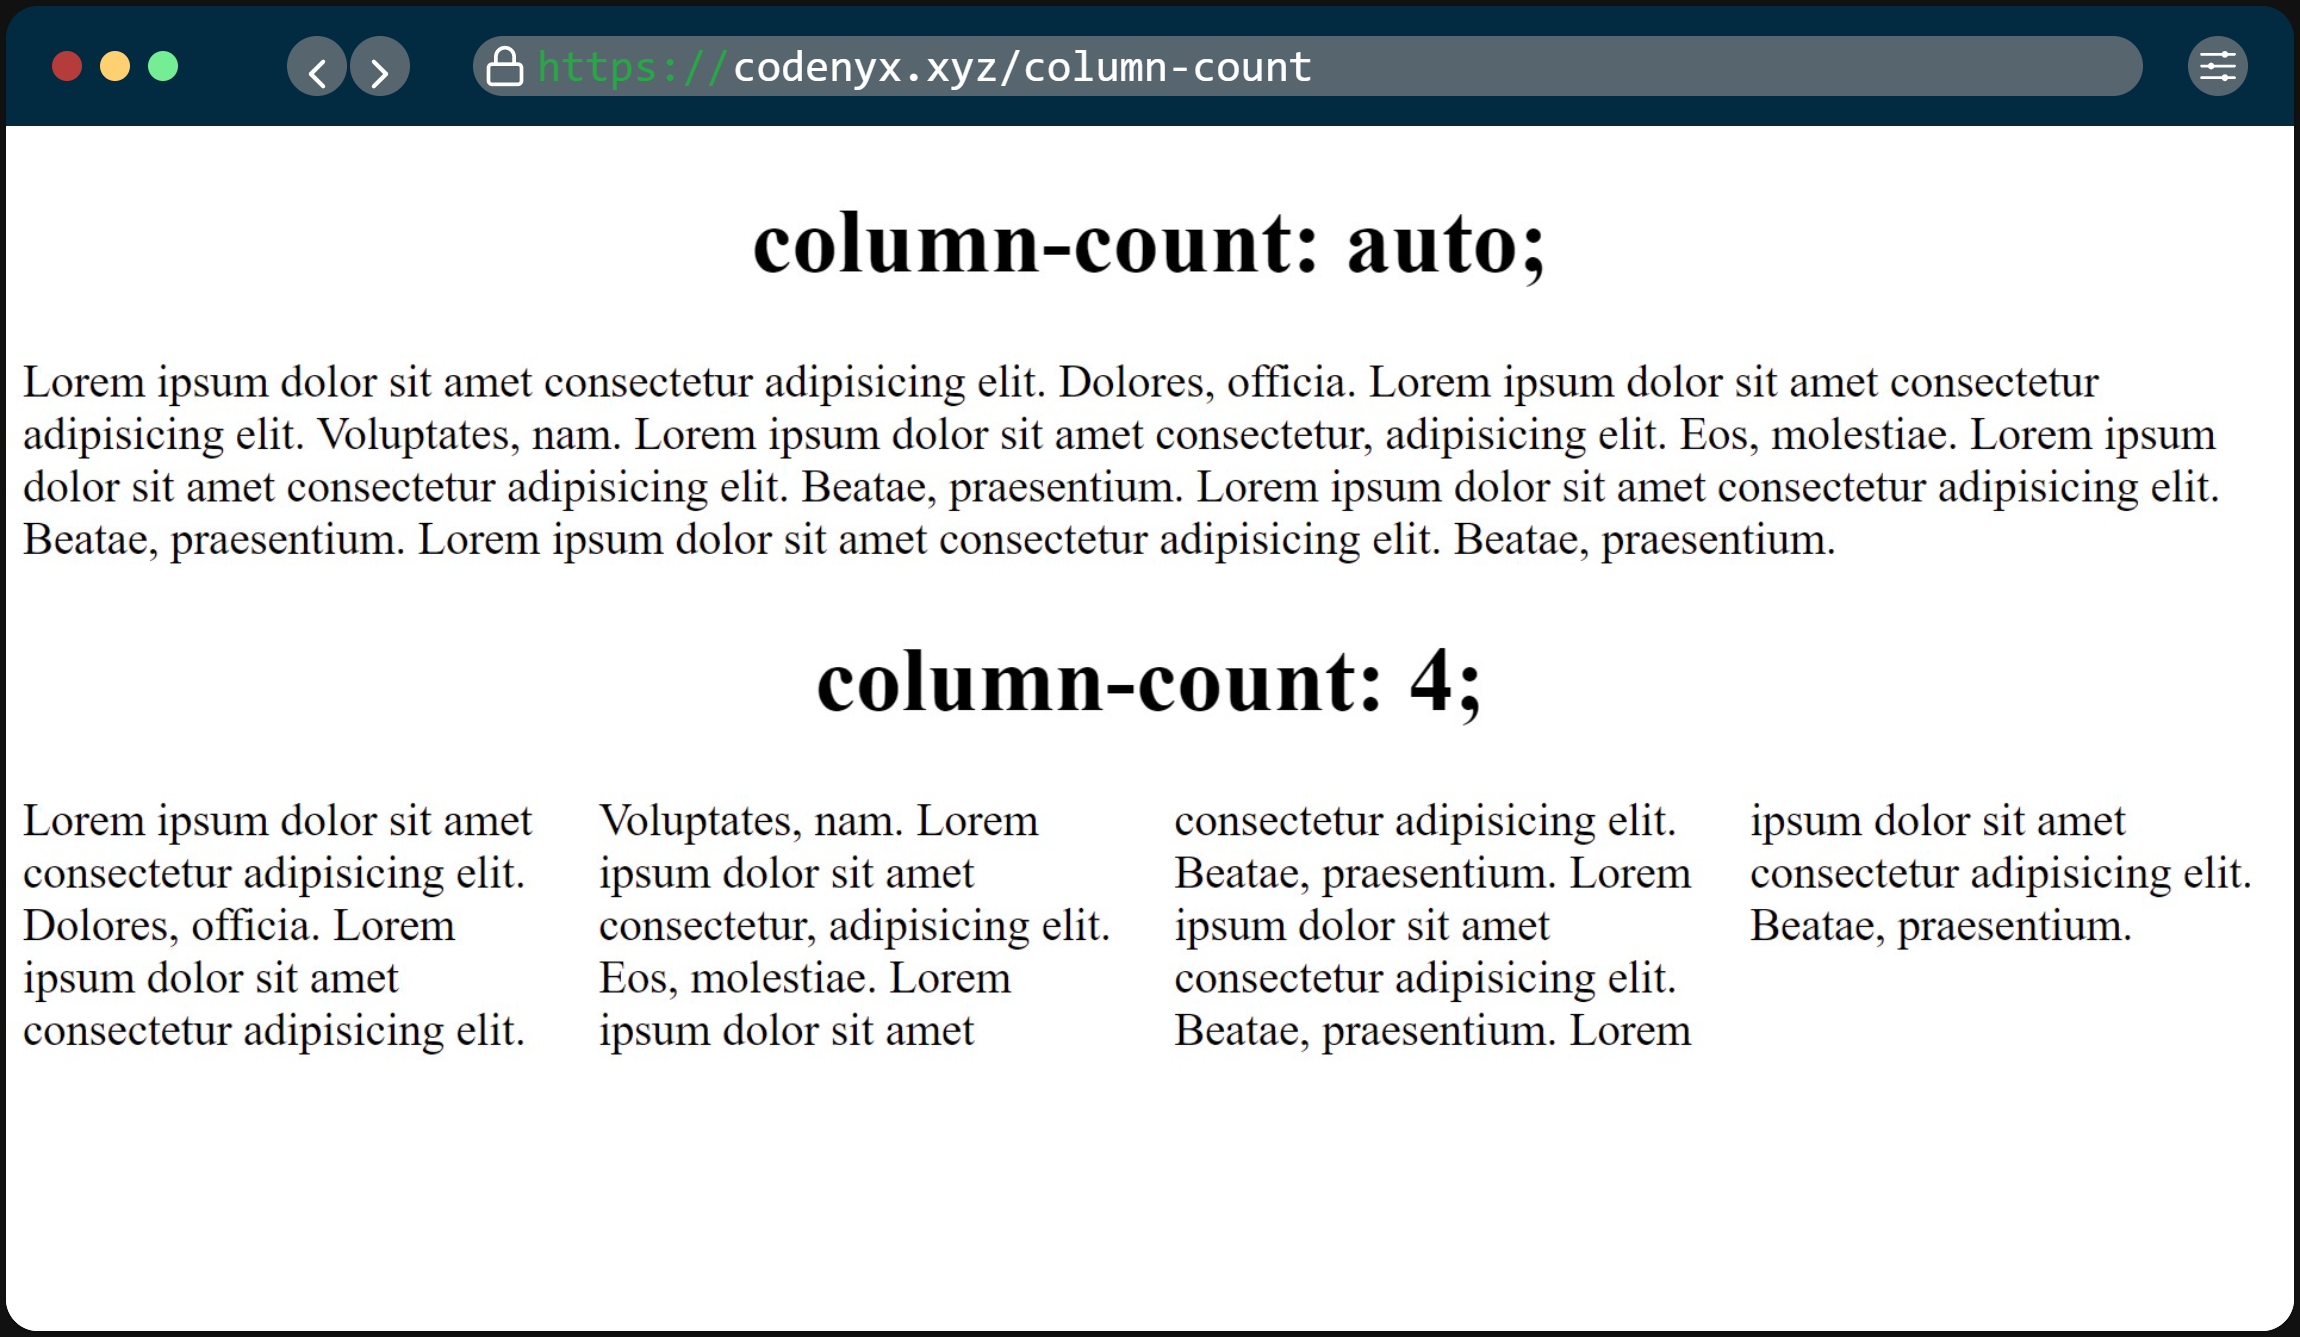 https://codenyx.xyz/column-count
column-count: auto;
Lorem ipsum dolor sit amet consectetur adipisicing elit. Dolores, officia. Lorem ipsum dolor sit amet consectetur
adipisicing elit. Voluptates, nam. Lorem ipsum dolor sit amet consectetur, adipisicing elit. Eos, molestiae. Lorem ipsum
dolor sit amet consectetur adipisicing elit. Beatae, praesentium. Lorem ipsum dolor sit amet consectetur adipisicing elit.
Beatae, praesentium. Lorem ipsum dolor sit amet consectetur adipisicing elit. Beatae, praesentium.
column-count: 4;
Lorem ipsum dolor sit amet
consectetur adipisicing elit.
Dolores, officia. Lorem
ipsum dolor sit amet
consectetur adipisicing elit.
Voluptates, nam. Lorem
ipsum dolor sit amet
consectetur, adipisicing elit.
Eos, molestiae. Lorem
ipsum dolor sit amet
consectetur adipisicing elit.
Beatae, praesentium. Lorem
ipsum dolor sit amet
consectetur adipisicing elit.
Beatae, praesentium. Lorem
ipsum dolor sit amet
consectetur adipisicing elit.
Beatae, praesentium.